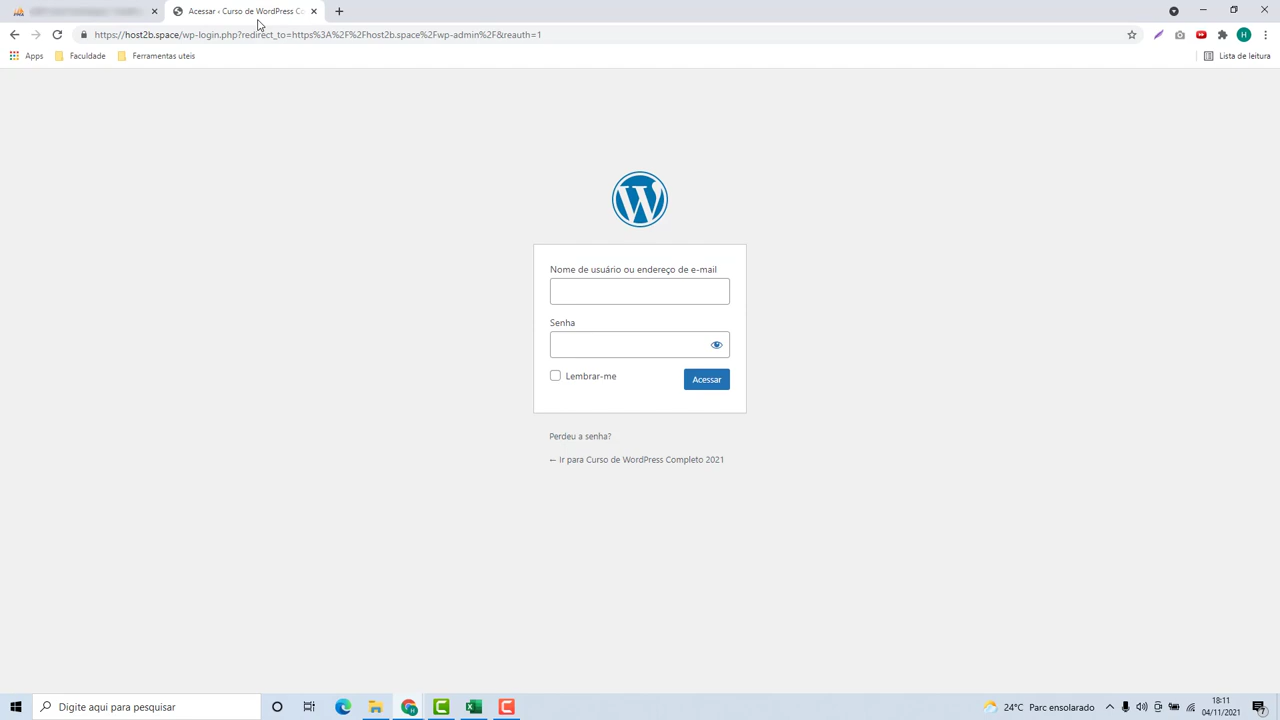 Acessar ‹ Curso de WordPress Co
https://host2b.space/wp-login.php?redirect_to=https%3A%2F%2Fhost2b.space%2Fwp-admin%2F&reauth=1
H
Apps
Faculdade
Ferramentas uteis
Lista de leitura
Nome de usuário ou endereço de e-mail
Senha
Lembrar-me
Acessar
Perdeu a senha?
← Ir para Curso de WordPress Completo 2021
Digite aqui para pesquisar
24°C Parc ensolarado
18:11
04/11/2021